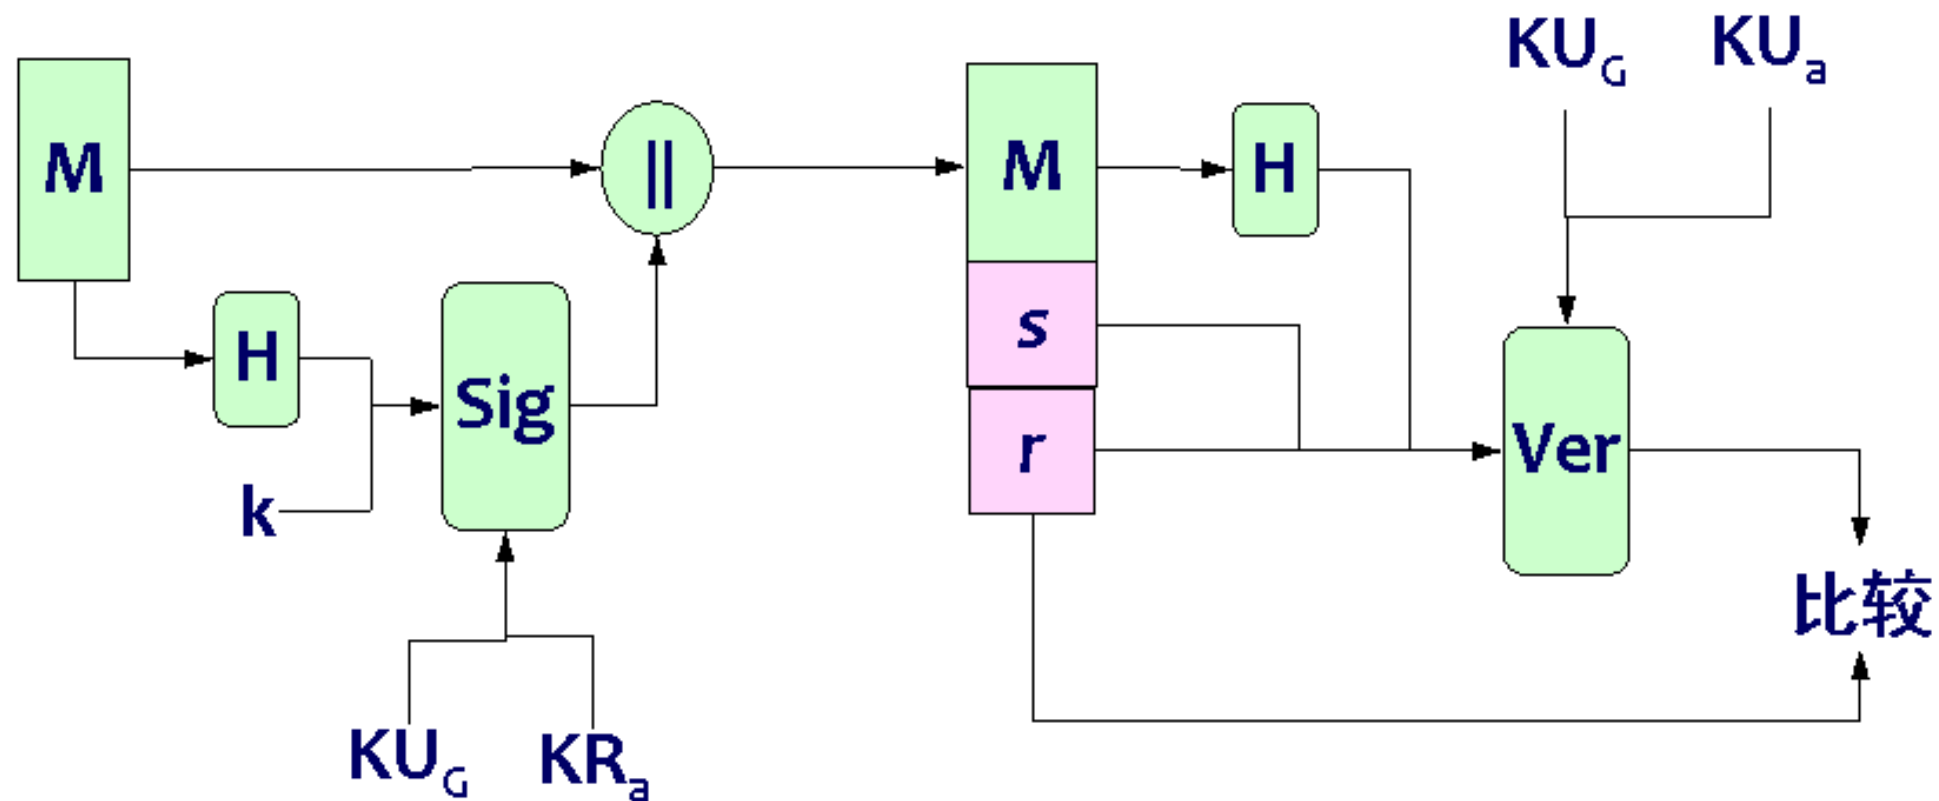 KU_G KU_a
M || M H
s
H Sig
r Ver
k
比较
KU_G KR_a